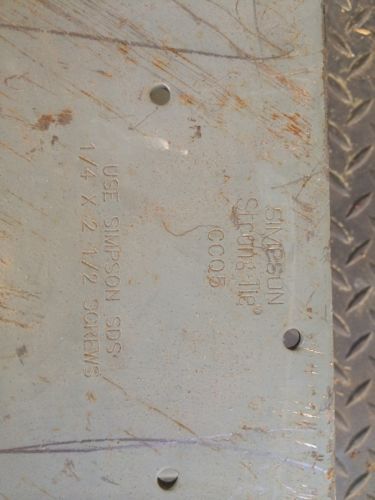 SIMPSON
Strong-Tie®
CCQ5
USE SIMPSON SDS
1/4 X 2 1/2 SCREWS